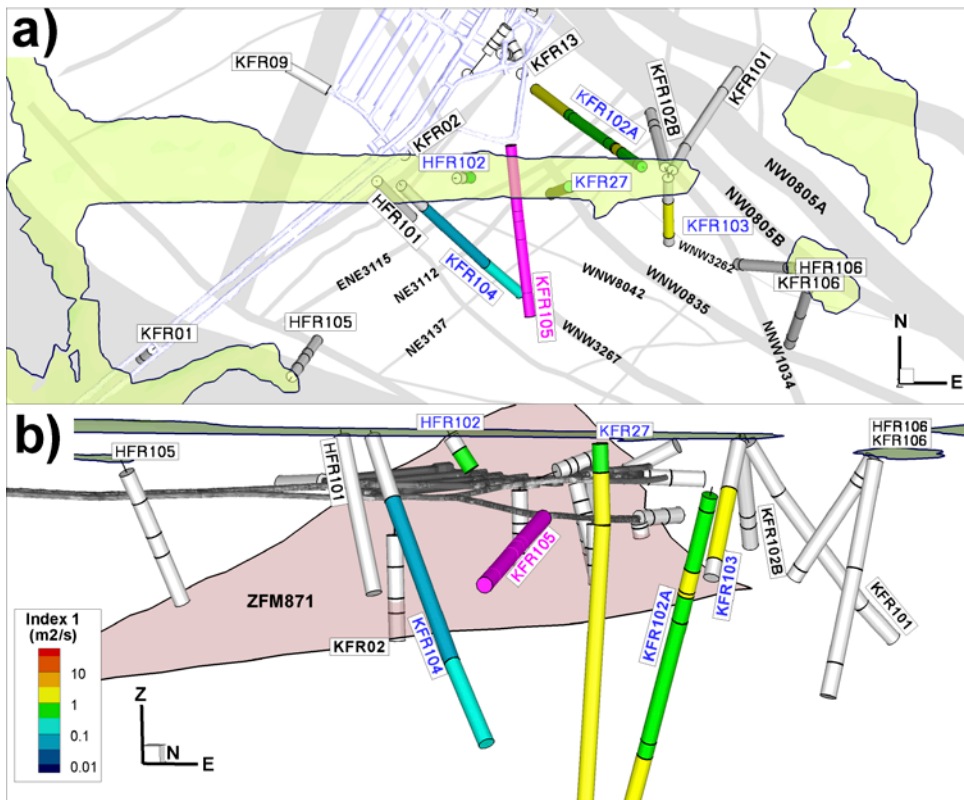 a)
KFR09
KFR13
KFR02
KFR102A
KFR102B
KFR101
HFR102
KFR27
HFR101
KFR103
NW0805A
NW0805B
WNW3262
HFR106
KFR106
ENE3115
NE3112
KFR104
KFR105
WNW8042
WNW0835
NE3137
WNW3267
NNW1034
HFR105
KFR01
N
E
b)
HFR102
KFR27
HFR106
KFR106
HFR105
HFR101
KFR105
KFR102B
KFR103
KFR102A
KFR101
ZFM871
KFR02
KFR104
Index 1
(m2/s)
10
1
0.1
0.01
Z
N
E